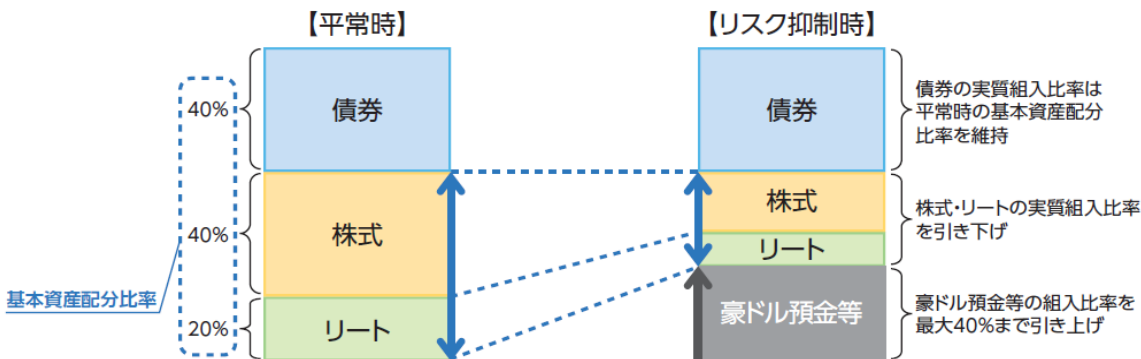 【平常時】
【リスク抑制時】
40%
債券
40%
株式
20%
リート
基本資産配分比率
債券
債券の実質組入比率は
平常時の基本資産配分
比率を維持
株式
リート
株式・リートの実質組入比率
を引き下げ
豪ドル預金等
豪ドル預金等の組入比率を
最大40%まで引き上げ